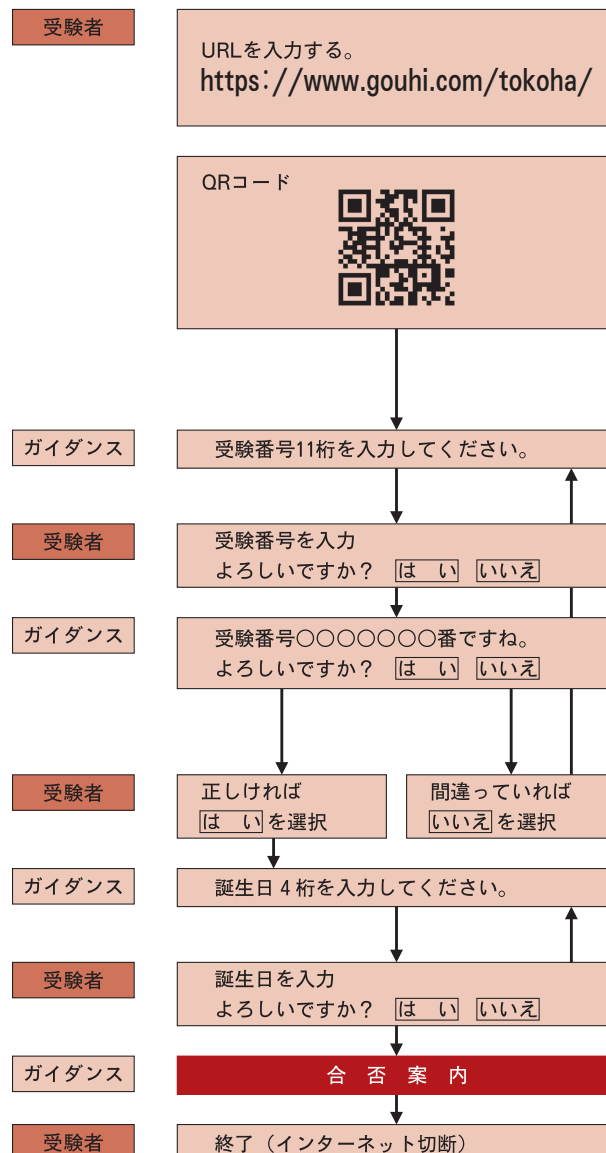 受験者
URLを入力する。
https://www.gouhi.com/tokoha/
QRコード
ガイダンス
受験番号11桁を入力してください。
受験者
受験番号を入力
よろしいですか？ は い いいえ
ガイダンス
受験番号○○○○○○○番ですね。
よろしいですか？ は い いいえ
受験者
正しければ
は い を選択
間違っていれば
いいえ を選択
ガイダンス
誕生日4桁を入力してください。
受験者
誕生日を入力
よろしいですか？ は い いいえ
ガイダンス
合 否 案 内
受験者
終了（インターネット切断）